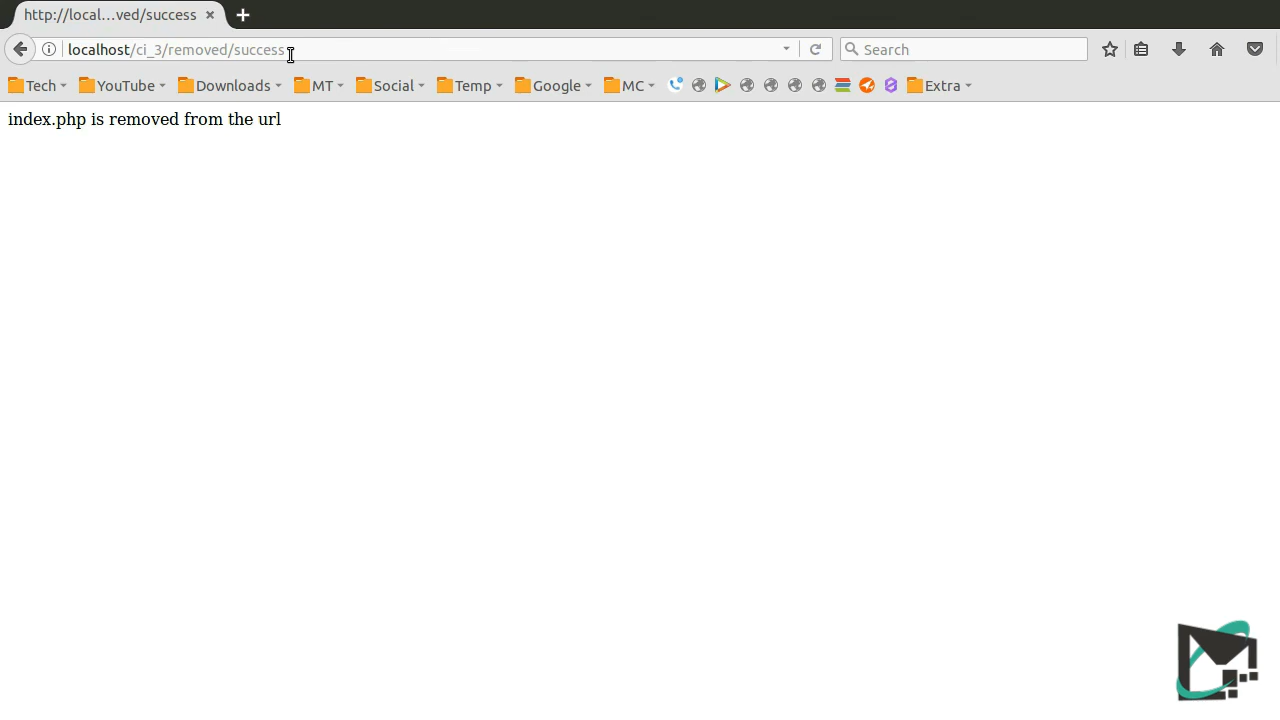 http://local...ved/success
localhost/ci_3/removed/success
Search
Tech YouTube Downloads MT Social Temp Google MC Extra
index.php is removed from the url